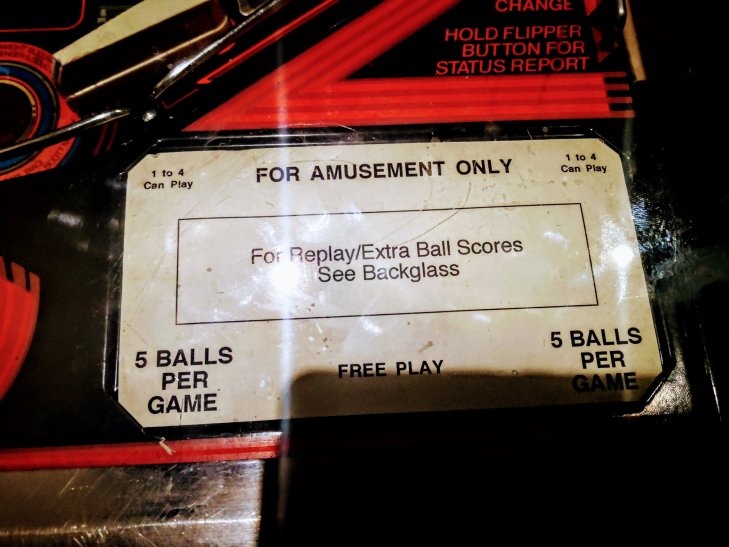 CHANGE
HOLD FLIPPER
BUTTON FOR
STATUS REPORT
1 to 4
Can Play
FOR AMUSEMENT ONLY
1 to 4
Can Play
For Replay/Extra Ball Scores
See Backglass
5 BALLS
PER
GAME
FREE PLAY
5 BALLS
PER
GAME